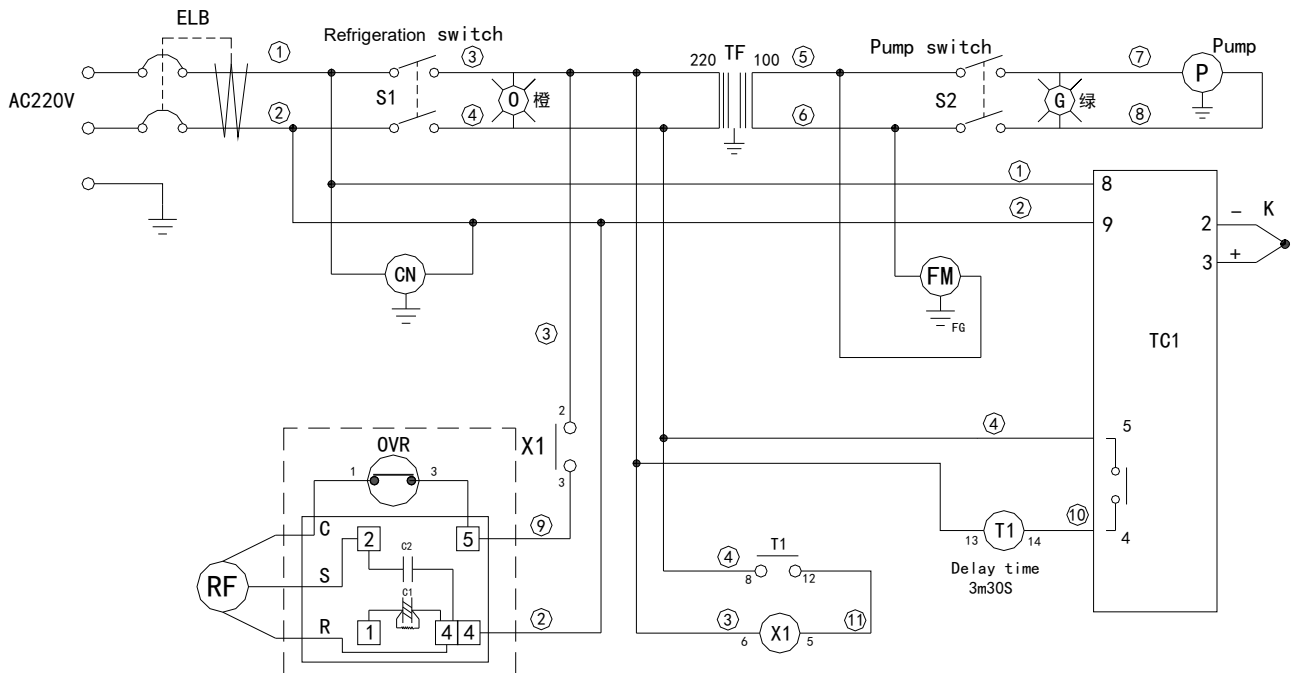 ELB
Refrigeration switch
① ③
S1
O 橙
AC220V
② ④
220 TF 100
⑤ Pump switch ⑦ Pump
P
S2
G 绿
⑥ ⑧
① 8
② 9
2 − K
3 +
CN
FM
FG
TC1
③
2
X1
3
OVR
1 3
⑨
C
2 5
C2
S
RF
C1
R
1 4 4
②
④ 5
⑩
13 T1 14
4
Delay time
3m30S
T1
④
8 12
③ ⑪
6 X1 5